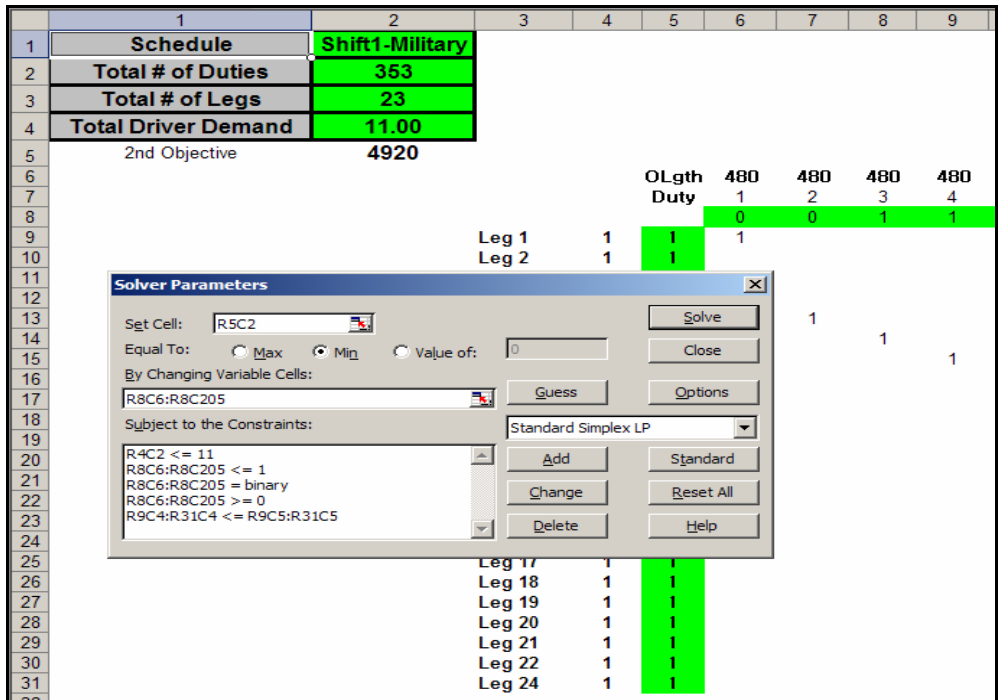 1 2 3 4 5 6 7 8 9
1 Schedule Shift1-Military
2 Total # of Duties 353
3 Total # of Legs 23
4 Total Driver Demand 11.00
5 2nd Objective 4920
6 OLgth 480 480 480 480
7 Duty 1 2 3 4
8 0 0 1 1
9 Leg 1 1 1 1
10 Leg 2 1 1
11
12
13 1
14 1
15 1
16
17
18
19
20
21
22
23
24
Solver Parameters
Set Cell: R5C2 Solve
Equal To: Max Min Value of: 0 Close
By Changing Variable Cells:
R8C6:R8C205 Guess Options
Subject to the Constraints: Standard Simplex LP
R4C2 <= 11
R8C6:R8C205 <= 1
R8C6:R8C205 = binary
R8C6:R8C205 >= 0
R9C4:R31C4 <= R9C5:R31C5
Add Standard
Change Reset All
Delete Help
25 Leg 17 1 1
26 Leg 18 1 1
27 Leg 19 1 1
28 Leg 20 1 1
29 Leg 21 1 1
30 Leg 22 1 1
31 Leg 24 1 1